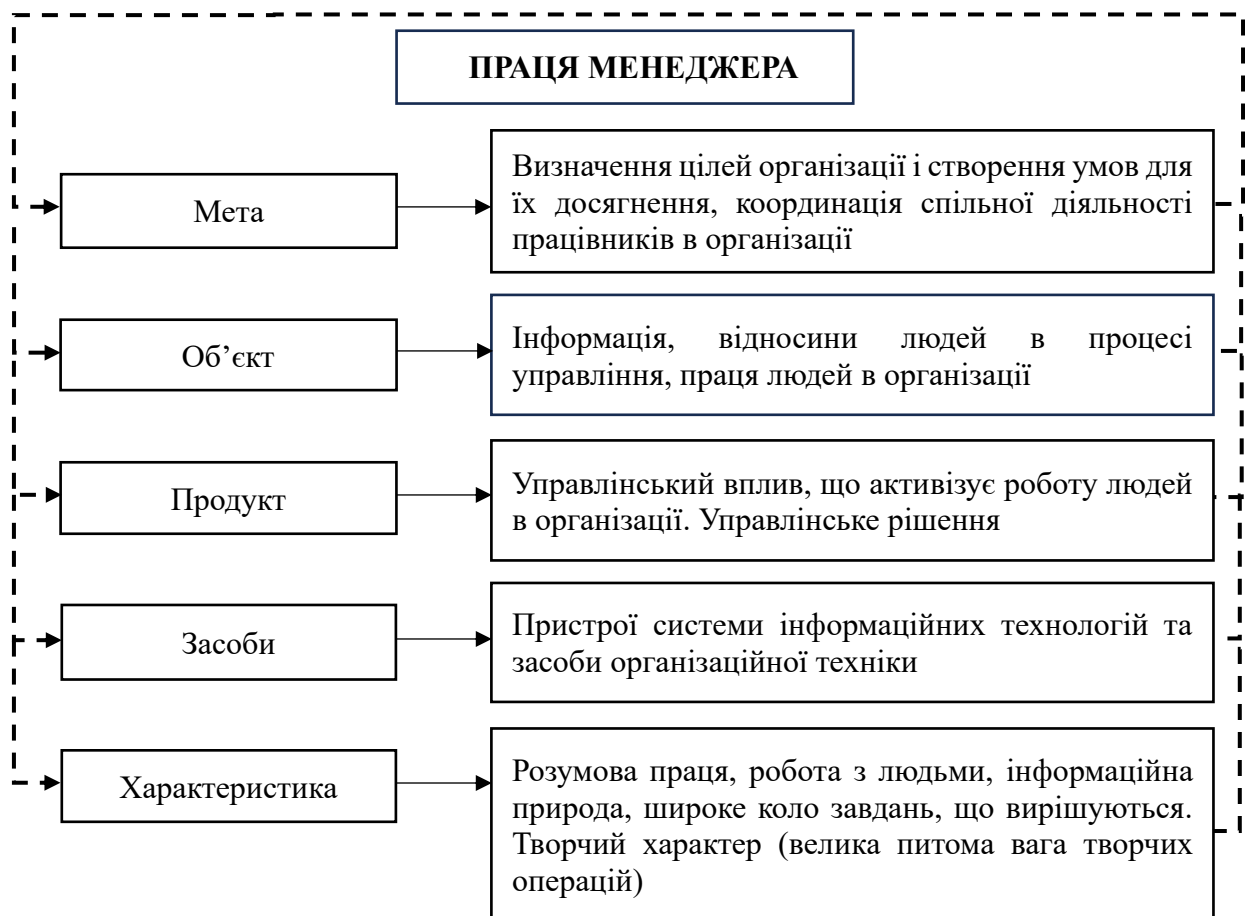 ПРАЦЯ МЕНЕДЖЕРА
Мета
Визначення цілей організації і створення умов для
їх досягнення, координація спільної діяльності
працівників в організації
Об’єкт
Інформація, відносини людей в процесі
управління, праця людей в організації
Продукт
Управлінський вплив, що активізує роботу людей
в організації. Управлінське рішення
Засоби
Пристрої системи інформаційних технологій та
засоби організаційної техніки
Характеристика
Розумова праця, робота з людьми, інформаційна
природа, широке коло завдань, що вирішуються.
Творчий характер (велика питома вага творчих
операцій)